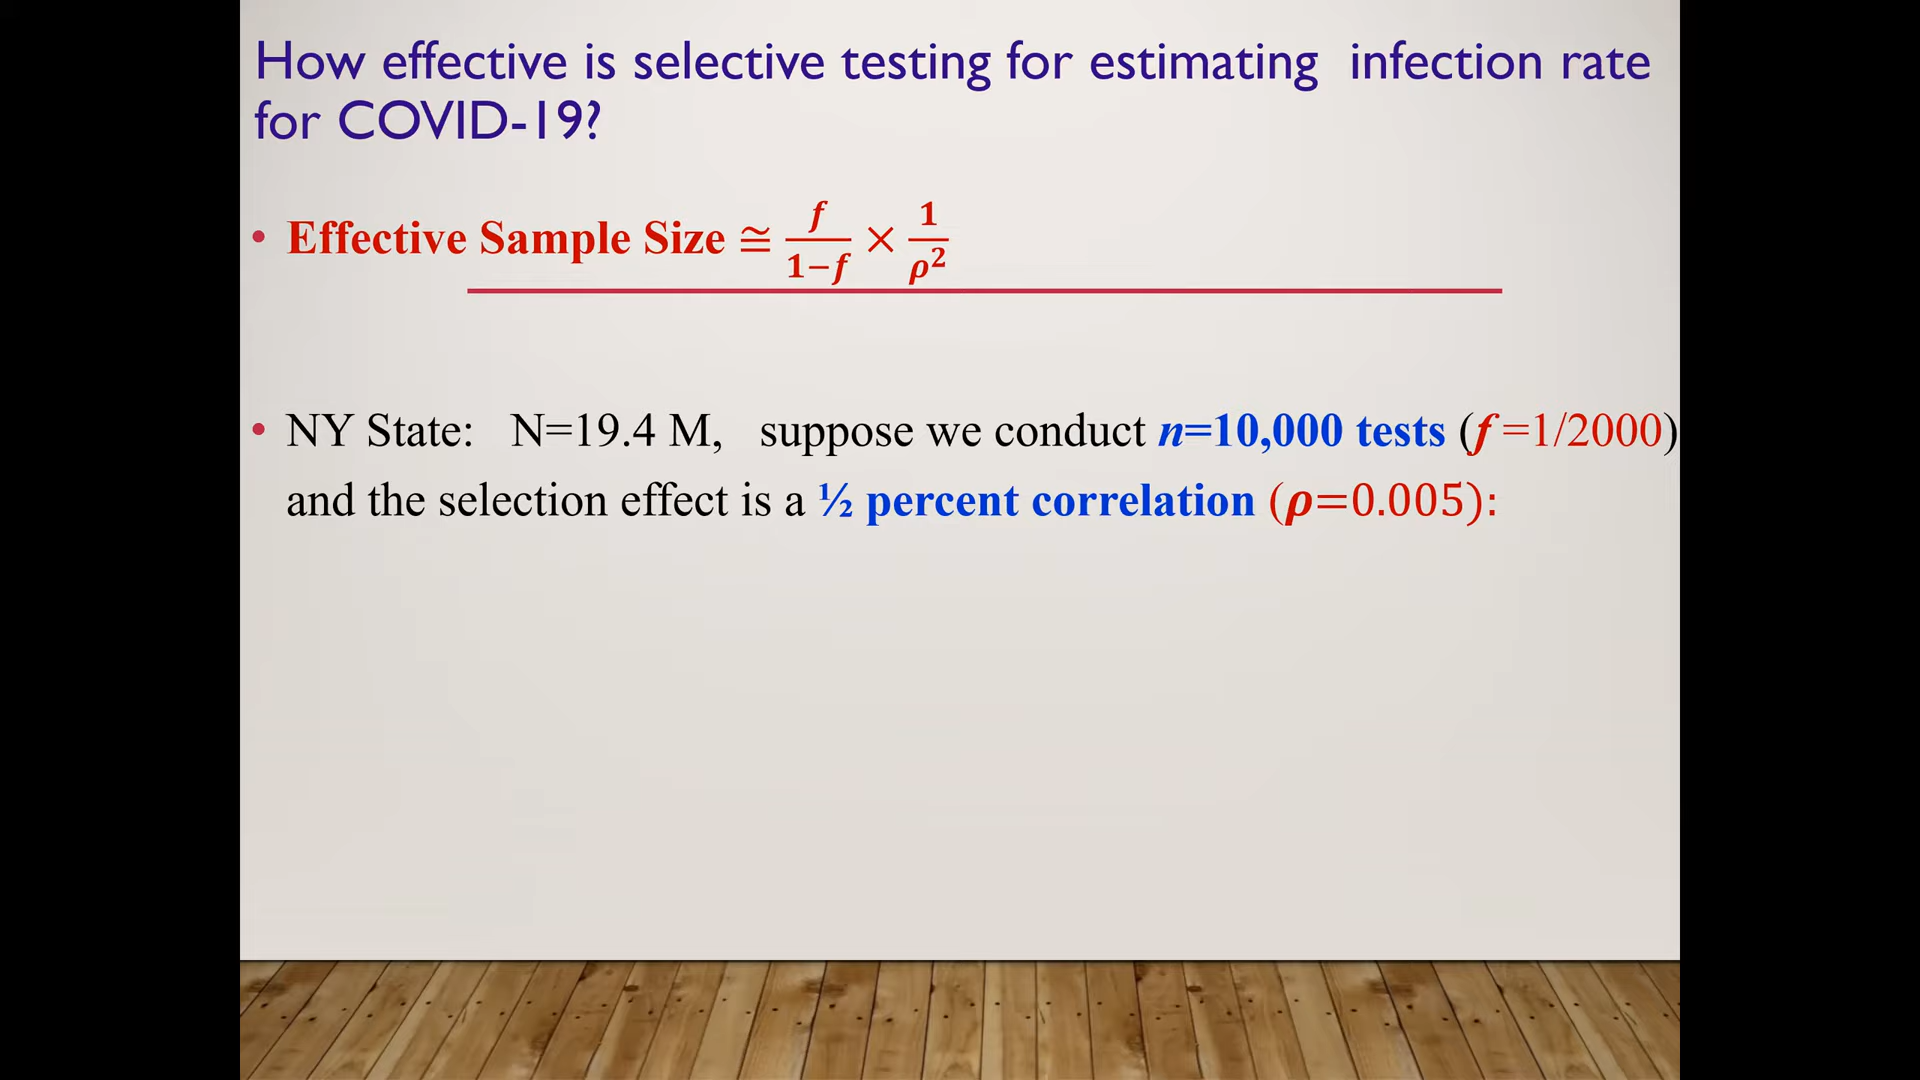 How effective is selective testing for estimating infection rate
for COVID-19?
• Effective Sample Size ≅ f/(1−f) × 1/ρ²
• NY State: N=19.4 M, suppose we conduct n=10,000 tests (f=1/2000)
and the selection effect is a ½ percent correlation (ρ=0.005):